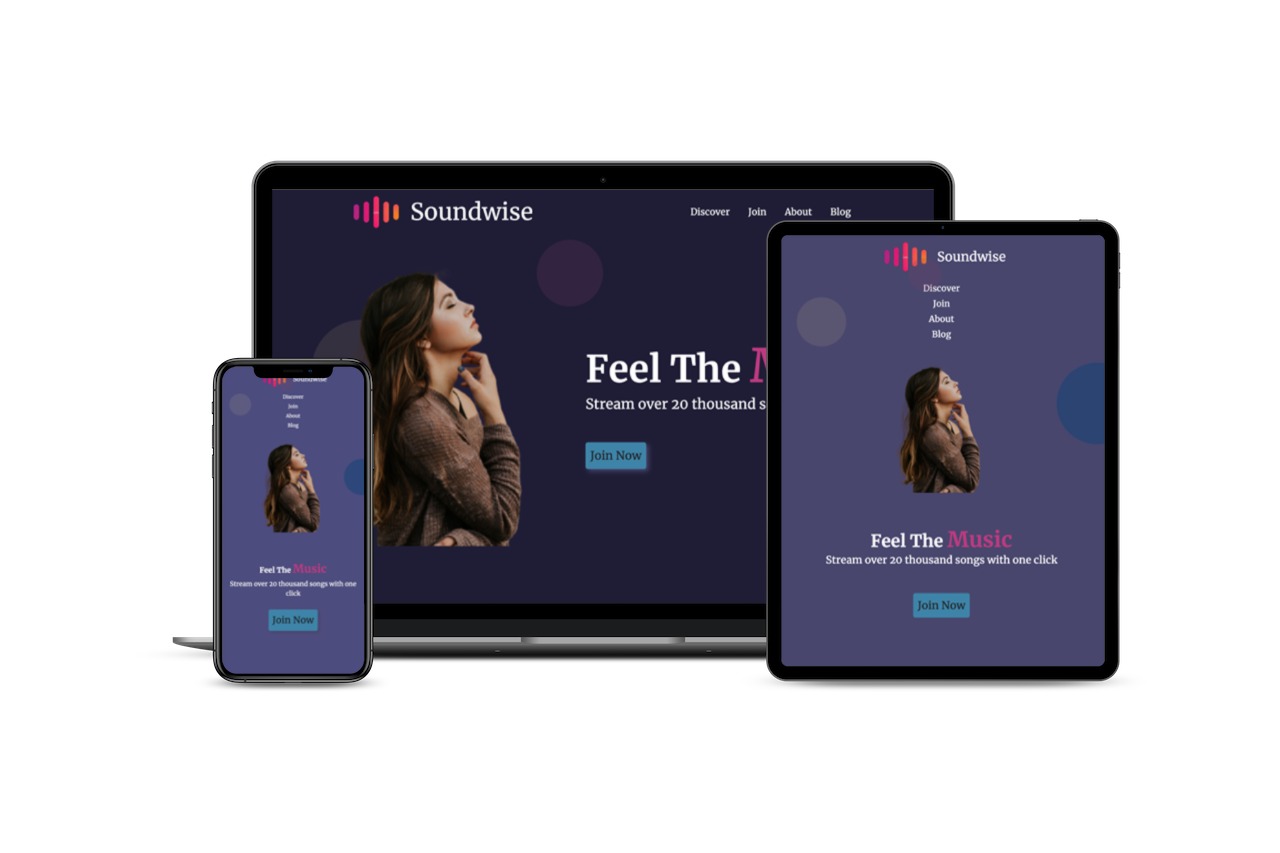 Soundwise
Discover Join About Blog
Feel The
Stream over 20 thousand
Join Now
Soundwise
Discover
Join
About
Blog
Feel The Music
Stream over 20 thousand songs with one
click
Join Now
Soundwise
Discover
Join
About
Blog
Feel The Music
Stream over 20 thousand songs with one click
Join Now